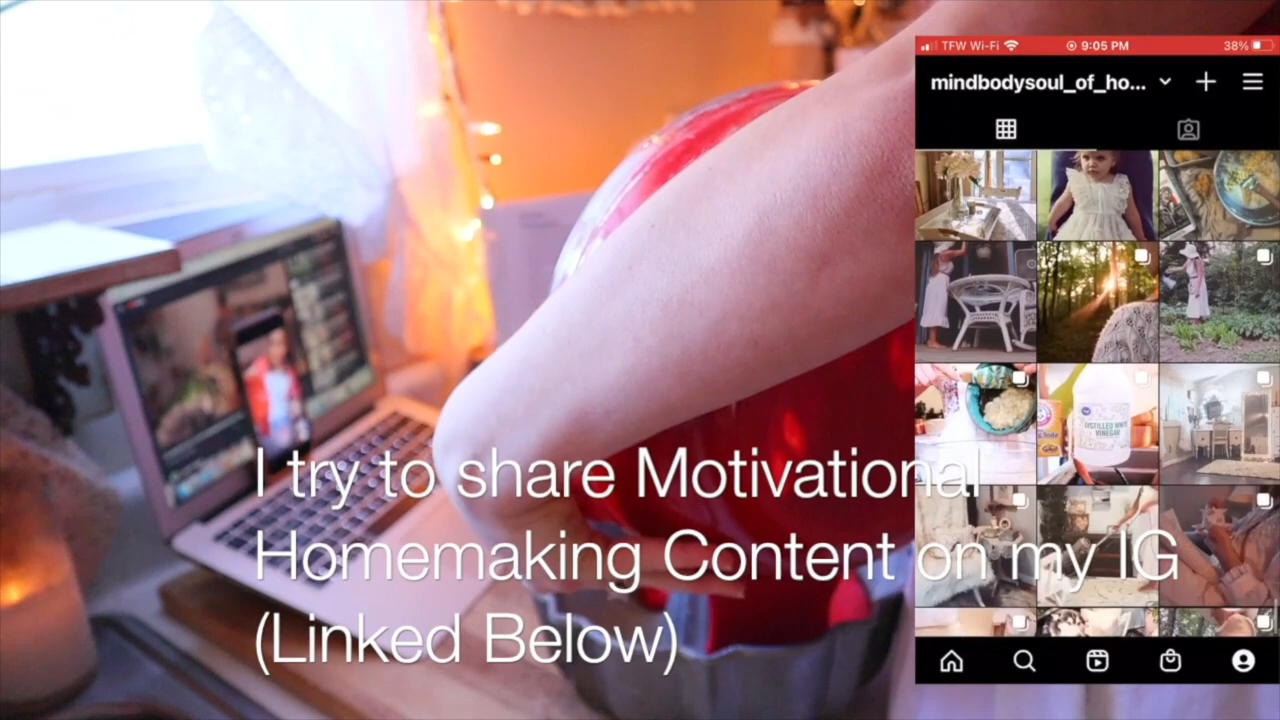 TFW Wi-Fi 9:05 PM 38%
mindbodysoul_of_ho...
DISTILLED WHITE
VINEGAR
I try to share Motivational
Homemaking Content on my IG
(Linked Below)